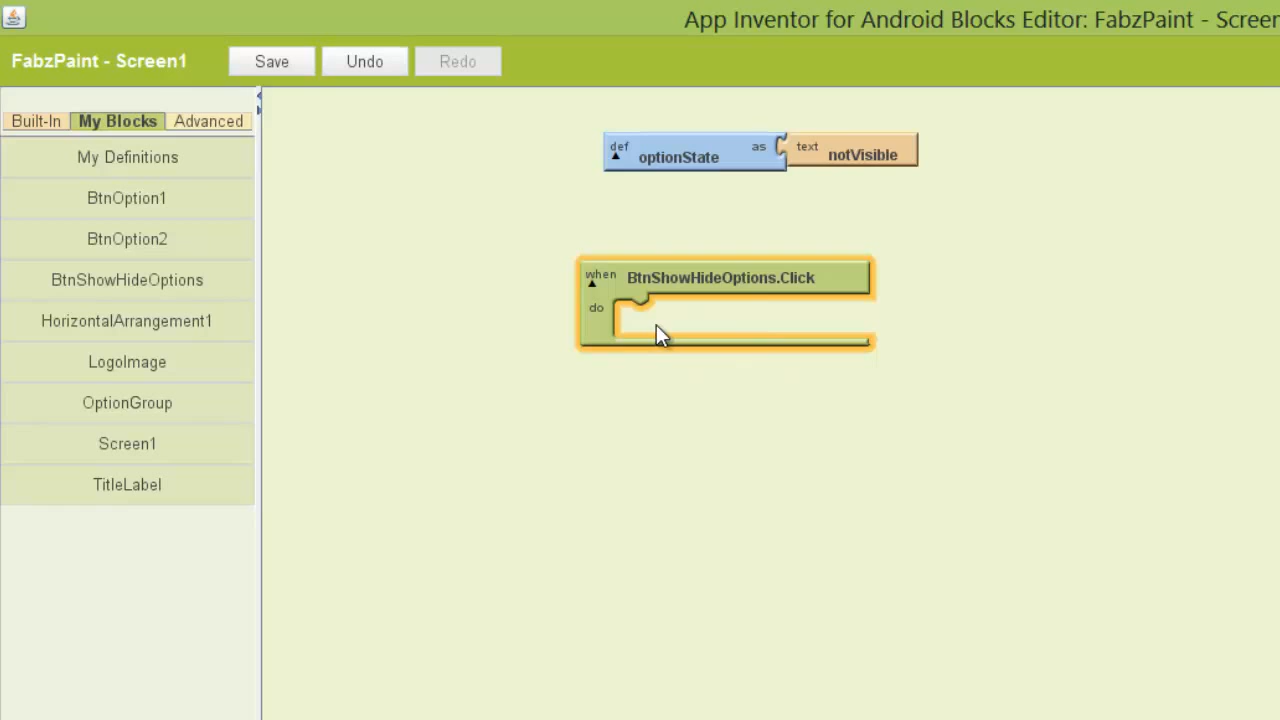 App Inventor for Android Blocks Editor: FabzPaint - Screen
FabzPaint - Screen1
Save
Undo
Redo
Built-In
My Blocks
Advanced
My Definitions
BtnOption1
BtnOption2
BtnShowHideOptions
HorizontalArrangement1
LogoImage
OptionGroup
Screen1
TitleLabel
def optionState as text notVisible
when BtnShowHideOptions.Click
do